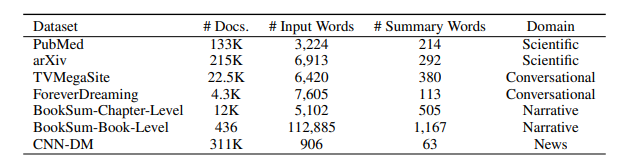 Dataset # Docs. # Input Words # Summary Words Domain
PubMed 133K 3,224 214 Scientific
arXiv 215K 6,913 292 Scientific
TVMegaSite 22.5K 6,420 380 Conversational
ForeverDreaming 4.3K 7,605 113 Conversational
BookSum-Chapter-Level 12K 5,102 505 Narrative
BookSum-Book-Level 436 112,885 1,167 Narrative
CNN-DM 311K 906 63 News